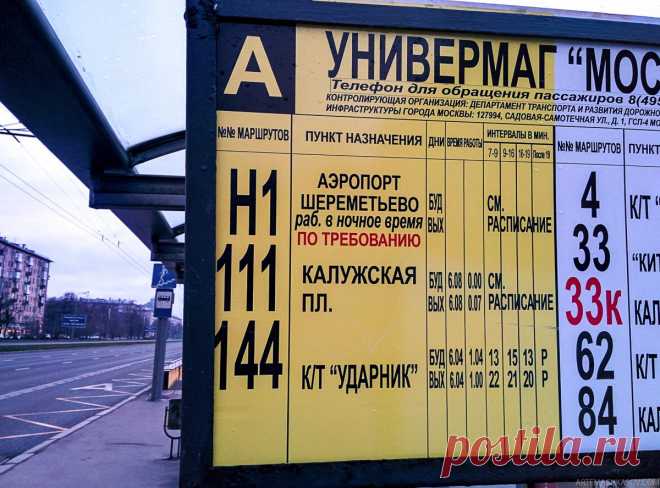 А
УНИВЕРМАГ "МОС
Телефон для обращения пассажиров 8(495
КОНТРОЛИРУЮЩАЯ ОРГАНИЗАЦИЯ: ДЕПАРТАМЕНТ ТРАНСПОРТА И РАЗВИТИЯ ДОРОЖНО
ИНФРАСТРУКТУРЫ ГОРОДА МОСКВЫ: 127994, САДОВАЯ-САМОТЕЧНАЯ УЛ., Д. 1, ГСП-4 МО
№№ МАРШРУТОВ ПУНКТ НАЗНАЧЕНИЯ ДНИ ВРЕМЯ РАБОТЫ ИНТЕРВАЛЫ В МИН.
7-9 9-16 16-19 После 19
Н1 АЭРОПОРТ
ШЕРЕМЕТЬЕВО
раб. в ночное время
ПО ТРЕБОВАНИЮ
БУД СМ.
ВЫХ РАСПИСАНИЕ
111 КАЛУЖСКАЯ
ПЛ.
БУД 6.08 0.00 СМ.
ВЫХ 6.08 0.07 РАСПИСАНИЕ
144 К/Т "УДАРНИК"
БУД 6.04 1.04 13 15 13 Р
ВЫХ 6.04 1.00 22 21 20 Р
№№ МАРШРУТОВ ПУНК
4 К/Т "
33 "КИТ
33к КАЛ
62 КАЛ
84 К/Т
postila.ru